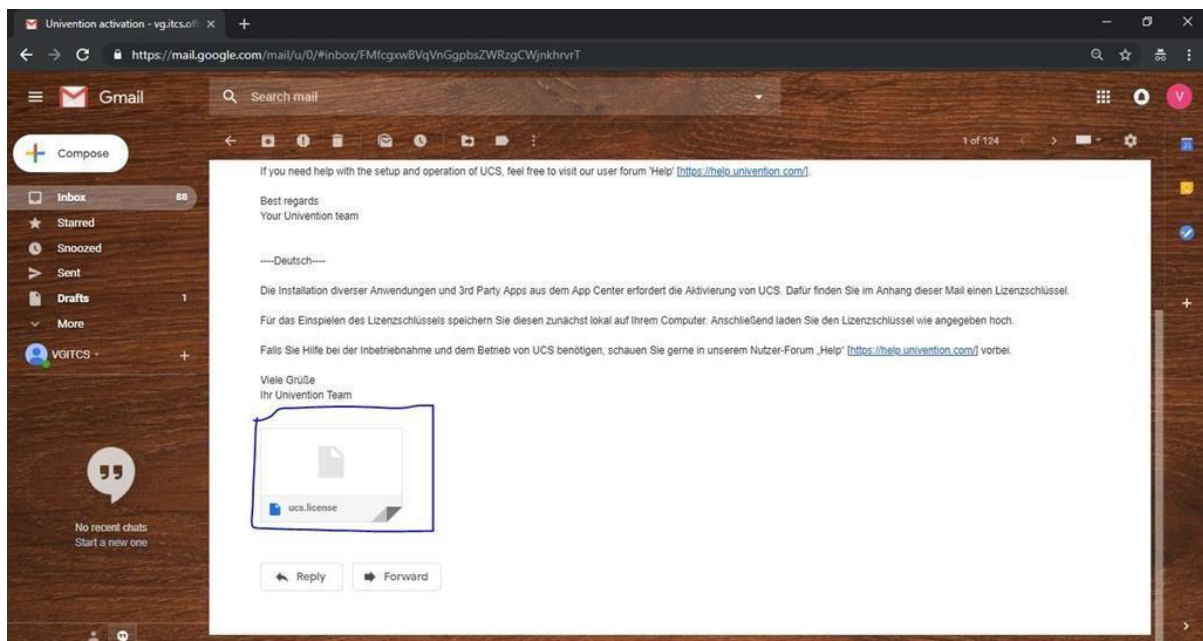 Univention activation - vg.itcs.of
https://mail.google.com/mail/u/0/#inbox/FMfcgxwBVqVnGgpbsZWRzgCWjnkhrvrT
Gmail
Search mail
V
Compose
1 of 124
Inbox 88
Starred
Snoozed
Sent
Drafts 1
More
VGITCS
No recent chats
Start a new one
If you need help with the setup and operation of UCS, feel free to visit our user forum 'Help' [https://help.univention.com/].
Best regards
Your Univention team
----Deutsch----
Die Installation diverser Anwendungen und 3rd Party Apps aus dem App Center erfordert die Aktivierung von UCS. Dafür finden Sie im Anhang dieser Mail einen Lizenzschlüssel.
Für das Einspielen des Lizenzschlüssels speichern Sie diesen zunächst lokal auf Ihrem Computer. Anschließend laden Sie den Lizenzschlüssel wie angegeben hoch.
Falls Sie Hilfe bei der Inbetriebnahme und dem Betrieb von UCS benötigen, schauen Sie gerne in unserem Nutzer-Forum „Help" [https://help.univention.com/] vorbei.
Viele Grüße
Ihr Univention Team
ucs.license
Reply
Forward